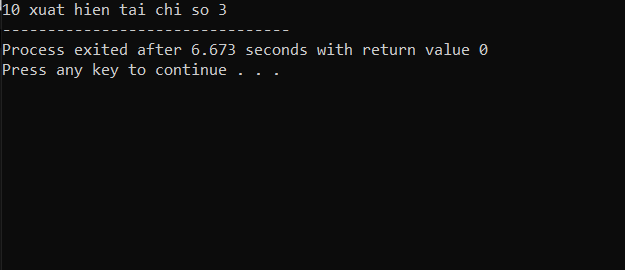 10 xuat hien tai chi so 3
--------------------------------
Process exited after 6.673 seconds with return value 0
Press any key to continue . . .